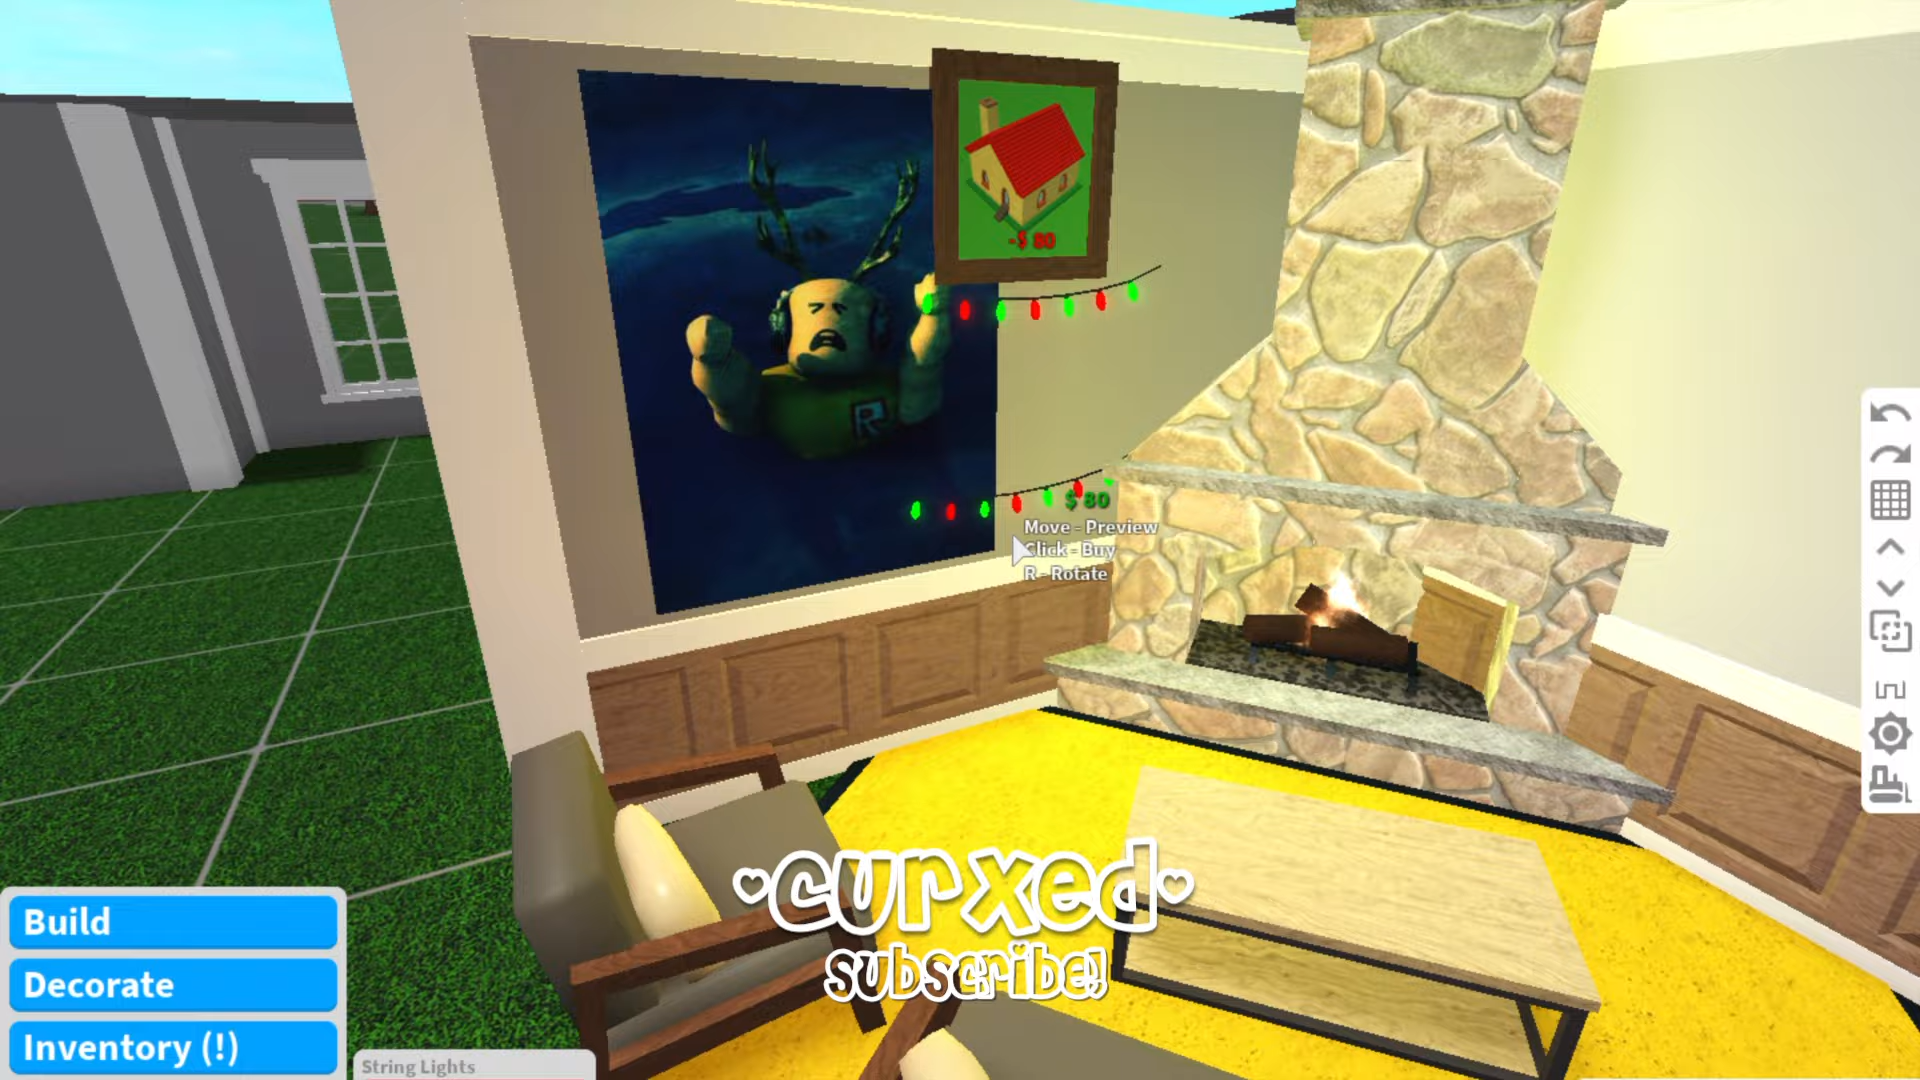 -$ 80
R
$ 80
Move - Preview
Click - Buy
R - Rotate
curxed
subscribe!
Build
Decorate
Inventory (!)
String Lights